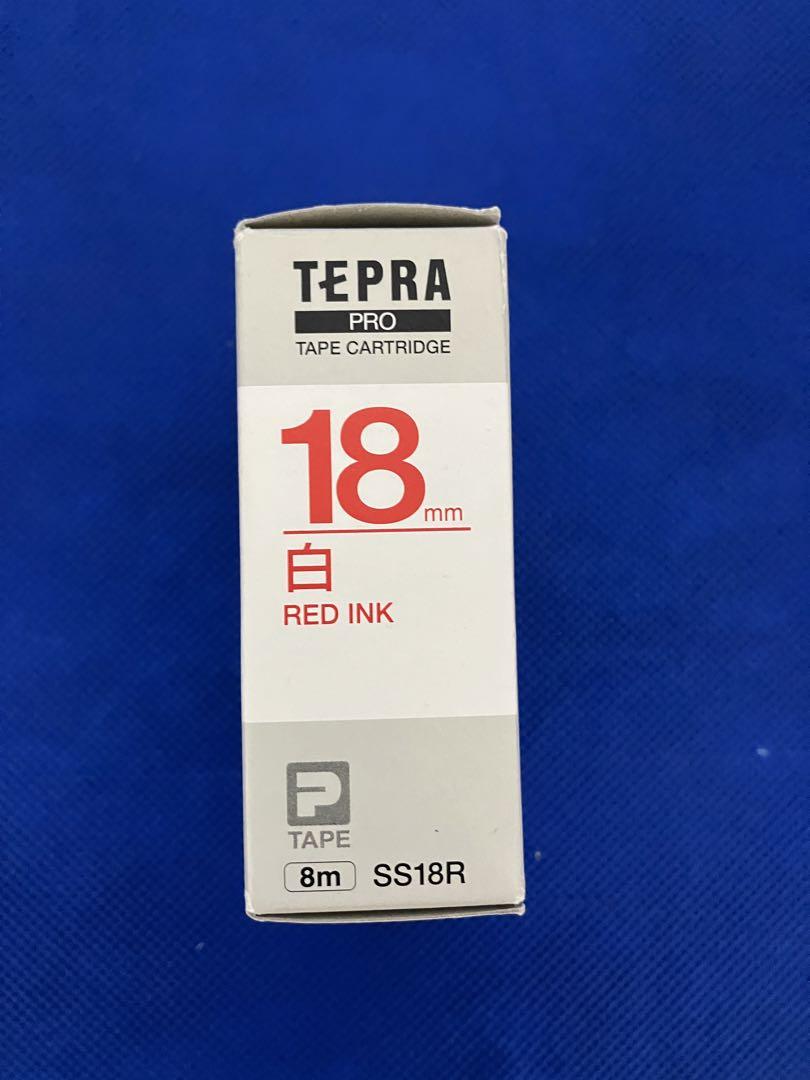 TEPRA
PRO
TAPE CARTRIDGE
18mm
白
RED INK
P
TAPE
8m SS18R